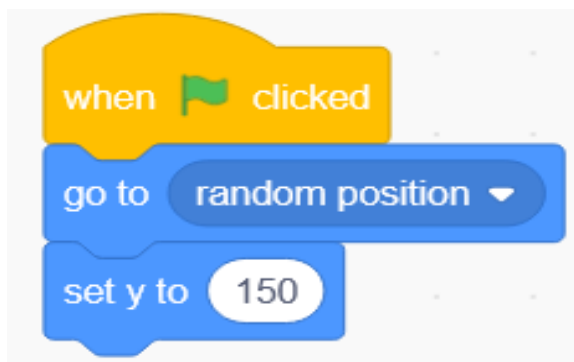 when clicked
go to random position
set y to 150